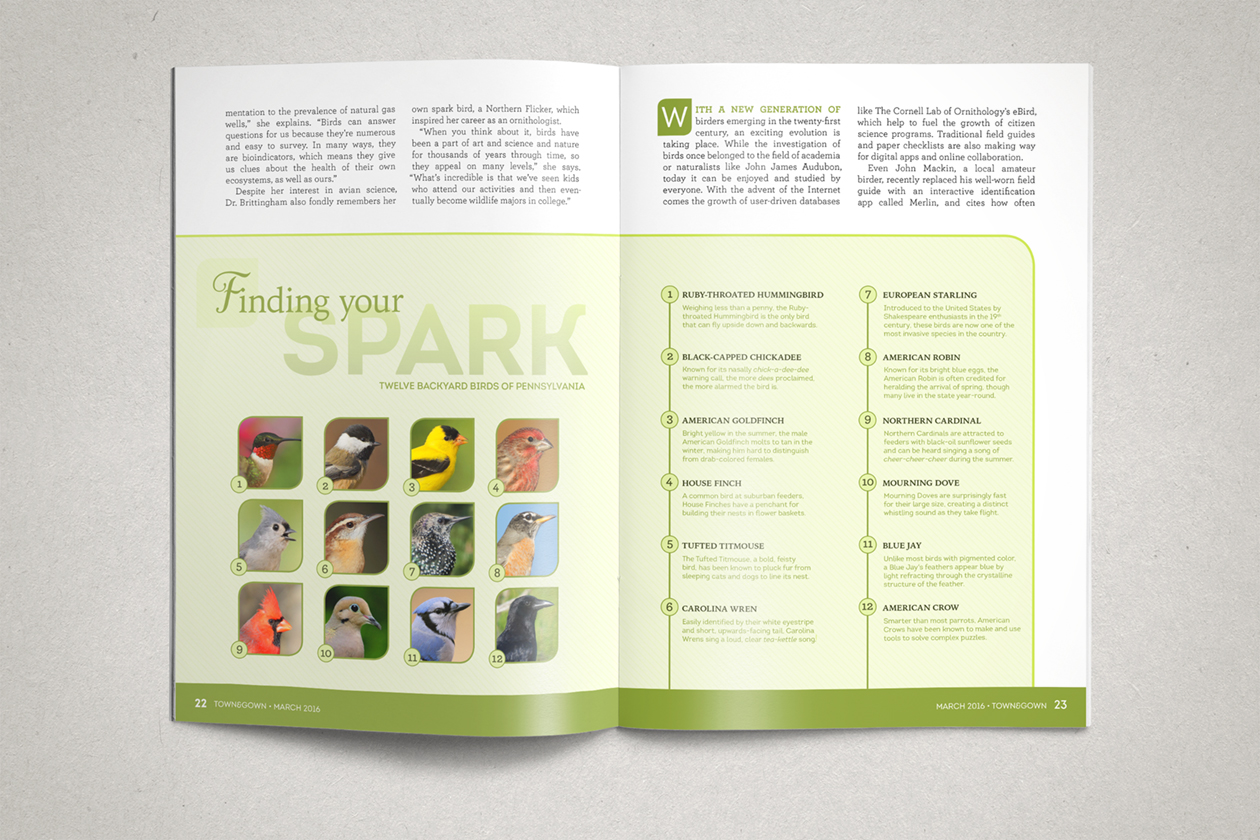 mentation to the prevalence of natural gas
wells,” she explains. “Birds can answer
questions for us because they’re numerous
and easy to survey. In many ways, they
are bioindicators, which means they give
us clues about the health of their own
ecosystems, as well as ours.”
Despite her interest in avian science,
Dr. Brittingham also fondly remembers her
own spark bird, a Northern Flicker, which
inspired her career as an ornithologist.
“When you think about it, birds have
been a part of art and science and nature
for thousands of years through time, so
they appeal on many levels,” she says.
“What’s incredible is that we’ve seen kids
who attend our activities and then even-
tually become wildlife majors in college.”
Finding your
SPARK
TWELVE BACKYARD BIRDS OF PENNSYLVANIA
1
2
3
4
5
6
7
8
9
10
11
12
22 TOWN&GOWN • MARCH 2016
WITH A NEW GENERATION OF
birders emerging in the twenty-first
century, an exciting evolution is
taking place. While the investigation of
birds once belonged to the field of academia
or naturalists like John James Audubon,
today it can be enjoyed and studied by
everyone. With the advent of the Internet
comes the growth of user-driven databases
like The Cornell Lab of Ornithology’s eBird,
which help to fuel the growth of citizen
science programs. Traditional field guides
and paper checklists are also making way
for digital apps and online collaboration.
Even John Mackin, a local amateur
birder, recently replaced his well-worn field
guide with an interactive identification
app called Merlin, and cites how often
1 RUBY-THROATED HUMMINGBIRD
Weighing less than a penny, the Ruby-
throated Hummingbird is the only bird
that can fly upside down and backwards.
2 BLACK-CAPPED CHICKADEE
Known for its nasally chick-a-dee-dee
warning call, the more dees proclaimed,
the more alarmed the bird is.
3 AMERICAN GOLDFINCH
Bright yellow in the summer, the male
American Goldfinch molts to tan in the
winter, making him hard to distinguish
from drab-colored females.
4 HOUSE FINCH
A common bird at suburban feeders,
House Finches have a penchant for
building their nests in flower baskets.
5 TUFTED TITMOUSE
The Tufted Titmouse, a bold, feisty
bird, has been known to pluck fur from
sleeping cats and dogs to line its nest.
6 CAROLINA WREN
Easily identified by their white eyestripe
and short, upwards-facing tail, Carolina
Wrens sing a loud, clear tea-kettle song.
7 EUROPEAN STARLING
Introduced to the United States by
Shakespeare enthusiasts in the 19th
century, these birds are now one of the
most invasive species in the country.
8 AMERICAN ROBIN
Known for its bright blue eggs, the
American Robin is often credited for
heralding the arrival of spring, though
many live in the state year-round.
9 NORTHERN CARDINAL
Northern Cardinals are attracted to
feeders with black-oil sunflower seeds
and can be heard singing a song of
cheer-cheer-cheer during the summer.
10 MOURNING DOVE
Mourning Doves are surprisingly fast
for their large size, creating a distinct
whistling sound as they take flight.
11 BLUE JAY
Unlike most birds with pigmented color,
a Blue Jay’s feathers appear blue by
light refracting through the crystalline
structure of the feather.
12 AMERICAN CROW
Smarter than most parrots, American
Crows have been known to make and use
tools to solve complex puzzles.
MARCH 2016 • TOWN&GOWN 23